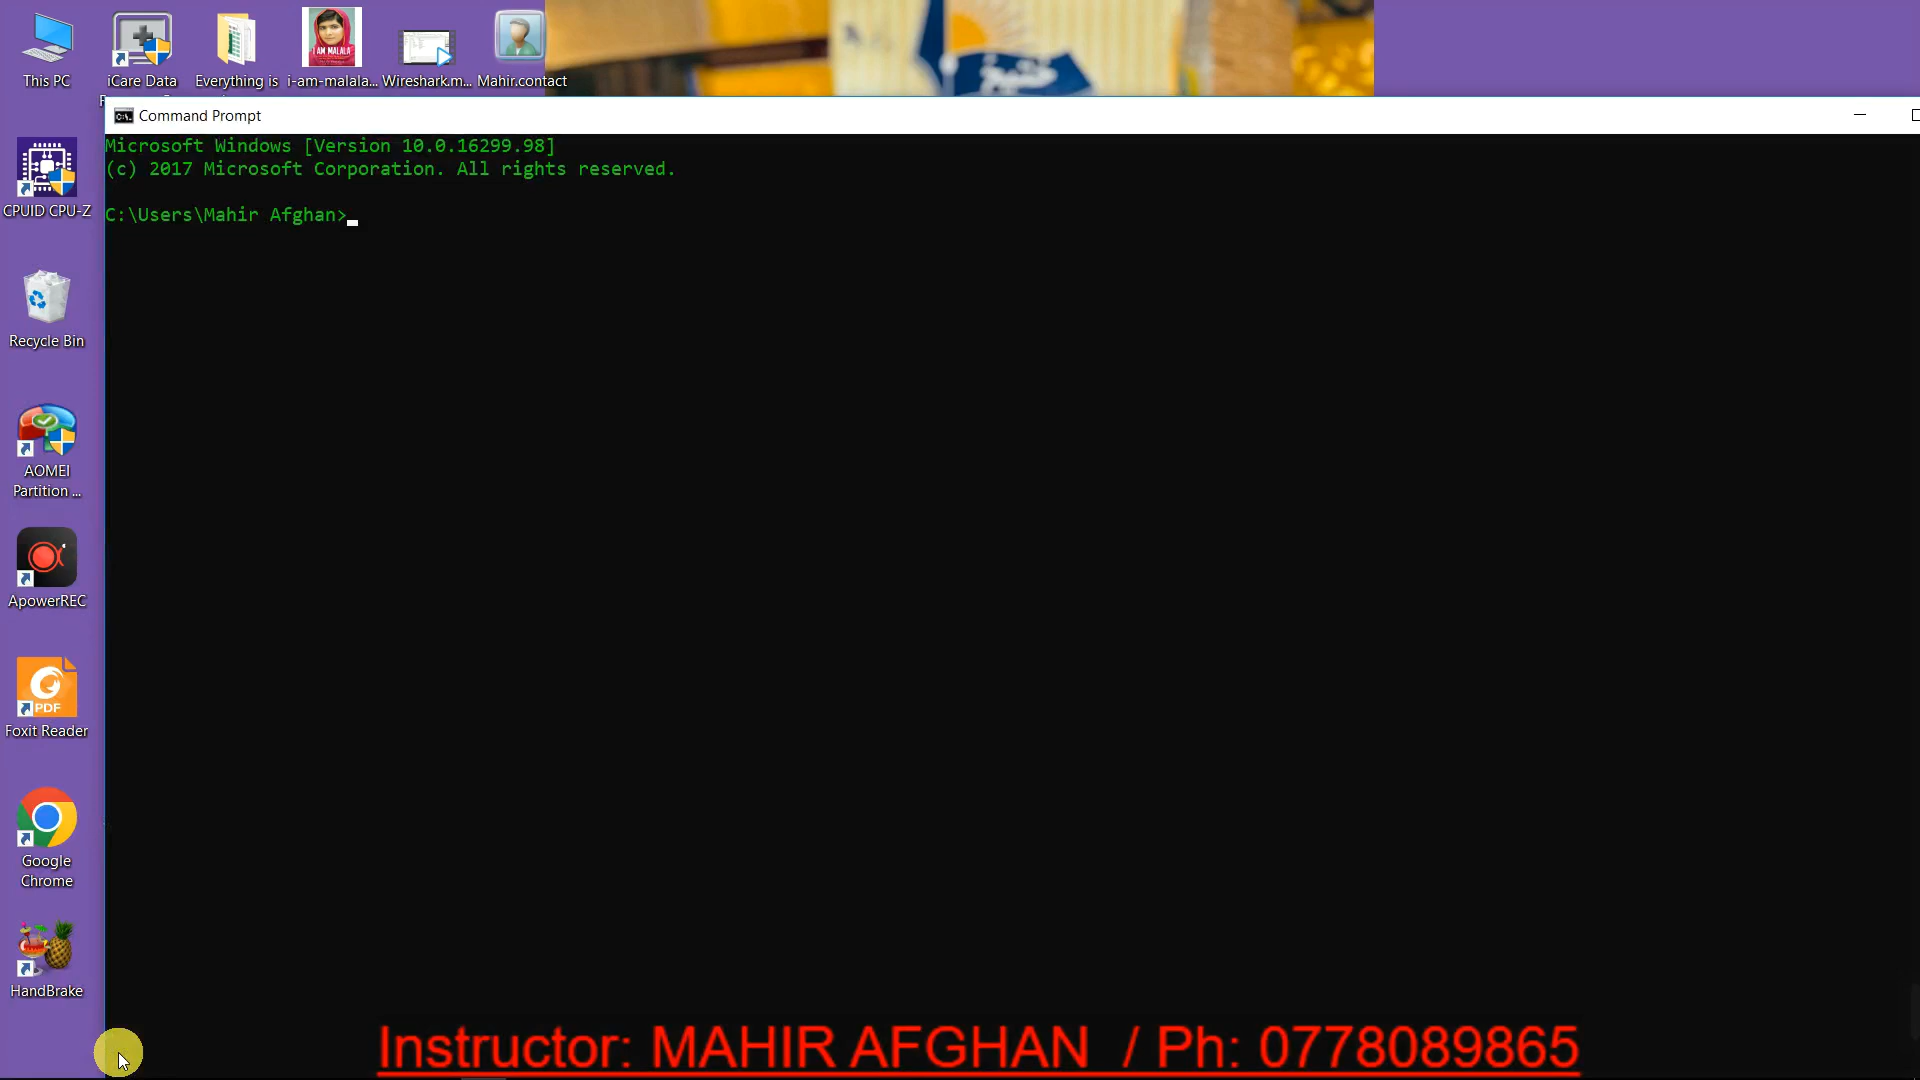 This PC
iCare Data
Everything is
i-am-malala...
Wireshark.m...
Mahir.contact
I AM
MALALA
Command Prompt
Microsoft Windows [Version 10.0.16299.98]
(c) 2017 Microsoft Corporation. All rights reserved.
C:\Users\Mahir Afghan>
CPUID CPU-Z
Recycle Bin
AOMEI
Partition ...
ApowerREC
PDF
Foxit Reader
Google
Chrome
HandBrake
Instructor: MAHIR AFGHAN / Ph: 0778089865